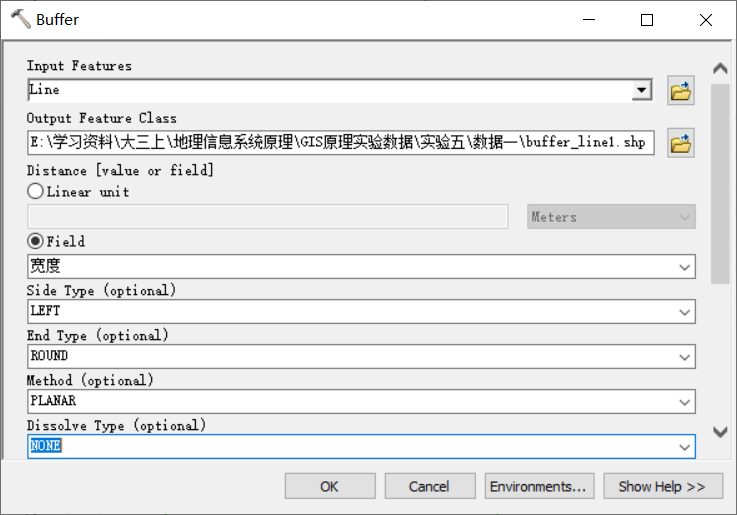 Buffer
Input Features
Line
Output Feature Class
E:\学习资料\大三上\地理信息系统原理\GIS原理实验数据\实验五\数据一\buffer_line1.shp
Distance [value or field]
Linear unit
Meters
Field
宽度
Side Type (optional)
LEFT
End Type (optional)
ROUND
Method (optional)
PLANAR
Dissolve Type (optional)
NONE
OK Cancel Environments... Show Help >>